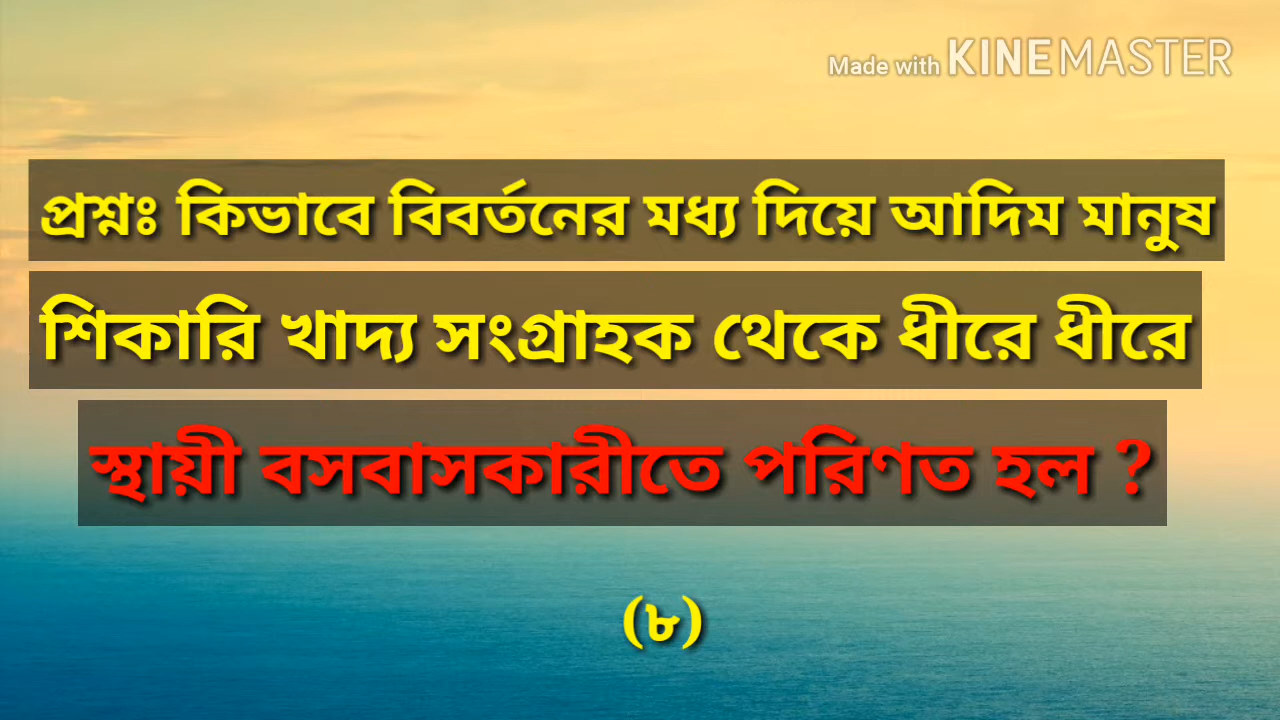 Made with KINEMASTER
প্রশ্নঃ কিভাবে বিবর্তনের মধ্য দিয়ে আদিম মানুষ
শিকারি খাদ্য সংগ্রাহক থেকে ধীরে ধীরে
স্থায়ী বসবাসকারীতে পরিণত হল ?
(৮)